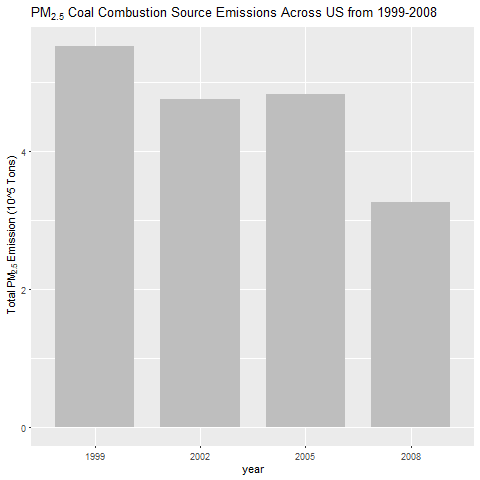 PM2.5 Coal Combustion Source Emissions Across US from 1999-2008
Total PM2.5 Emission (10^5 Tons)
4
2
0
1999 2002 2005 2008
year